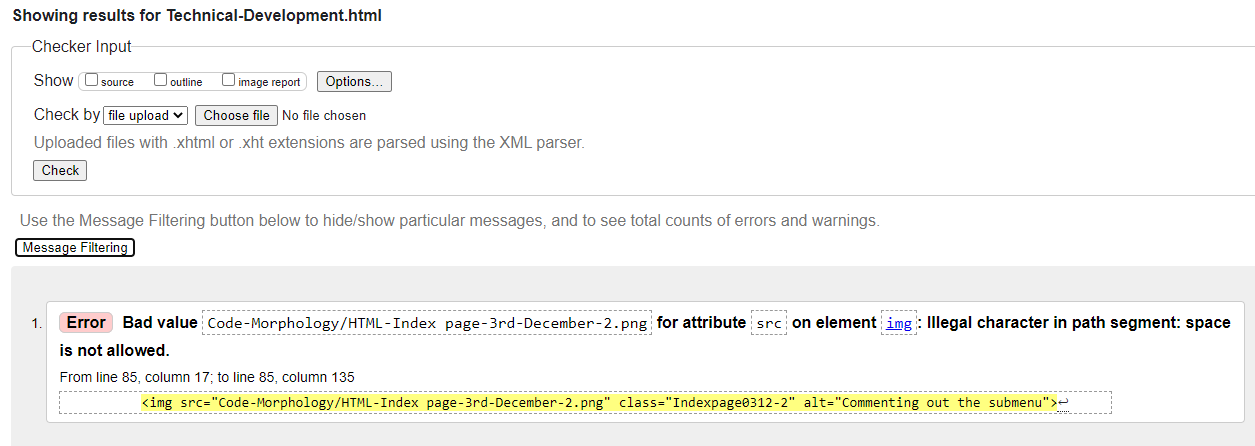 Showing results for Technical-Development.html
Checker Input
Show source outline image report Options...
Check by file upload Choose file No file chosen
Uploaded files with .xhtml or .xht extensions are parsed using the XML parser.
Check
Use the Message Filtering button below to hide/show particular messages, and to see total counts of errors and warnings.
Message Filtering
1. Error Bad value Code-Morphology/HTML-Index page-3rd-December-2.png for attribute src on element img: Illegal character in path segment: space
is not allowed.
From line 85, column 17; to line 85, column 135
<img src="Code-Morphology/HTML-Index page-3rd-December-2.png" class="Indexpage0312-2" alt="Commenting out the submenu">↩